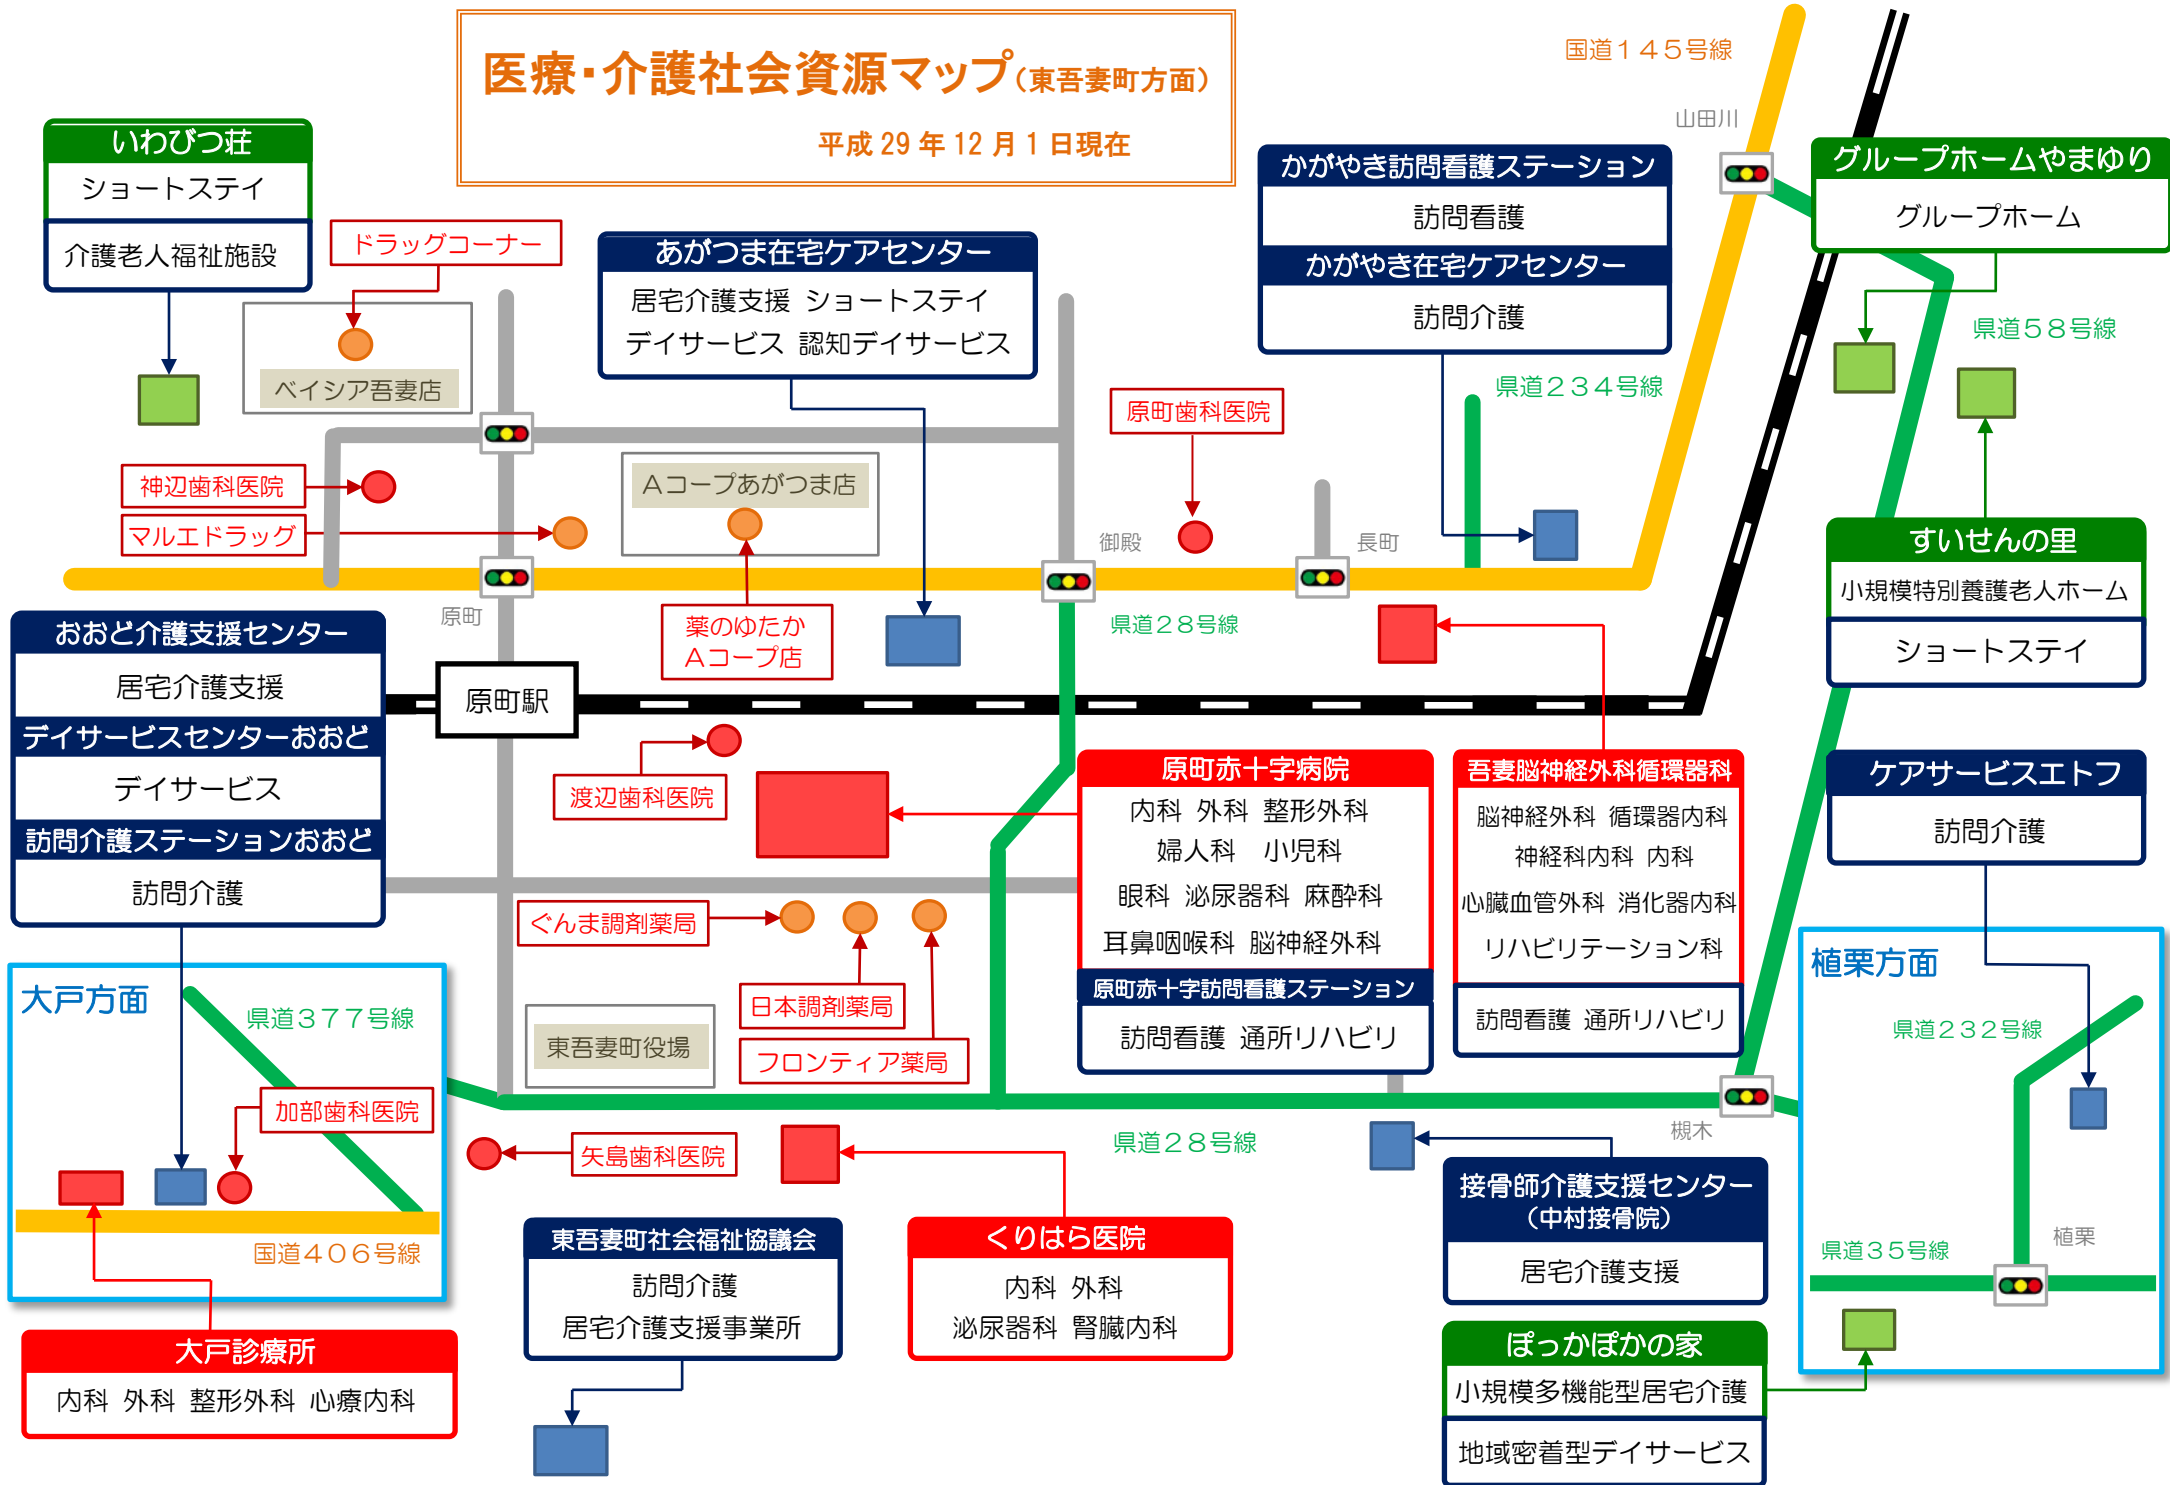 医療・介護社会資源マップ(東吾妻町方面)
平成29年12月1日現在
国道145号線
山田川
いわびつ荘
ショートステイ
介護老人福祉施設
ドラッグコーナー
ベイシア吾妻店
あがつま在宅ケアセンター
居宅介護支援 ショートステイ
デイサービス 認知デイサービス
かがやき訪問看護ステーション
訪問看護
かがやき在宅ケアセンター
訪問介護
グループホームやまゆり
グループホーム
県道58号線
県道234号線
原町歯科医院
神辺歯科医院
マルエドラッグ
Aコープあがつま店
御殿
長町
すいせんの里
小規模特別養護老人ホーム
ショートステイ
原町
薬のゆたか
Aコープ店
県道28号線
おおど介護支援センター
居宅介護支援
デイサービスセンターおおど
デイサービス
訪問介護ステーションおおど
訪問介護
原町駅
渡辺歯科医院
原町赤十字病院
内科 外科 整形外科
婦人科 小児科
眼科 泌尿器科 麻酔科
耳鼻咽喉科 脳神経外科
原町赤十字訪問看護ステーション
訪問看護 通所リハビリ
吾妻脳神経外科循環器科
脳神経外科 循環器内科
神経科内科 内科
心臓血管外科 消化器内科
リハビリテーション科
訪問看護 通所リハビリ
ケアサービスエトフ
訪問介護
ぐんま調剤薬局
日本調剤薬局
フロンティア薬局
東吾妻町役場
大戸方面
県道377号線
加部歯科医院
国道406号線
植栗方面
県道232号線
植栗
県道35号線
矢島歯科医院
県道28号線
槻木
接骨師介護支援センター
(中村接骨院)
居宅介護支援
東吾妻町社会福祉協議会
訪問介護
居宅介護支援事業所
くりはら医院
内科 外科
泌尿器科 腎臓内科
大戸診療所
内科 外科 整形外科 心療内科
ぽっかぽかの家
小規模多機能型居宅介護
地域密着型デイサービス